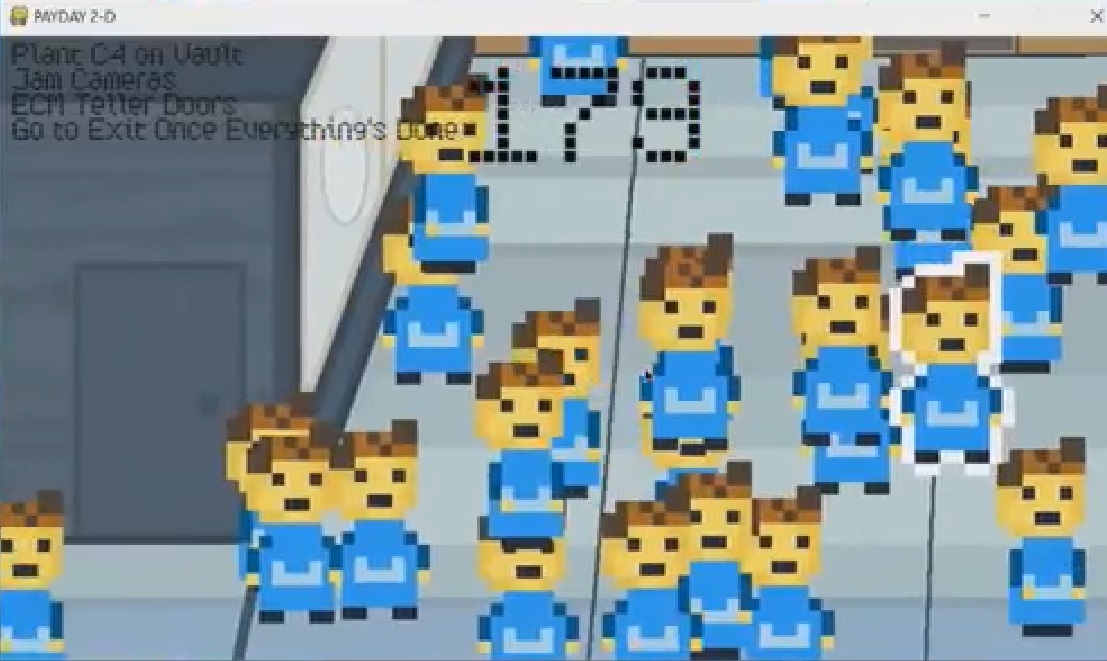 PAYDAY 2-D
Plant C4 on Vault
Jam Cameras
ECM Teller Doors
Go to Exit Once Everything's Done
179